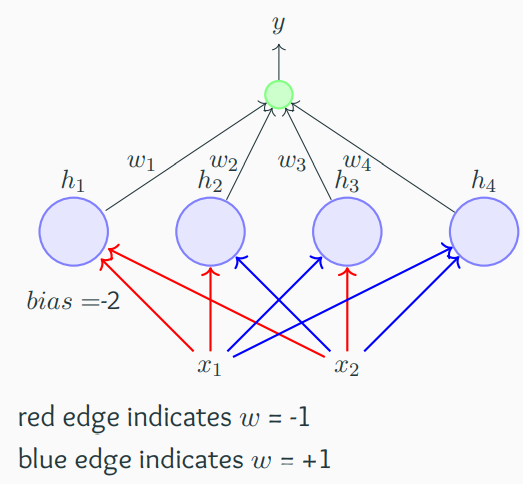 y
w₁ w₂ w₃ w₄
h₁ h₂ h₃ h₄
bias =-2
x₁ x₂
red edge indicates w = -1
blue edge indicates w = +1